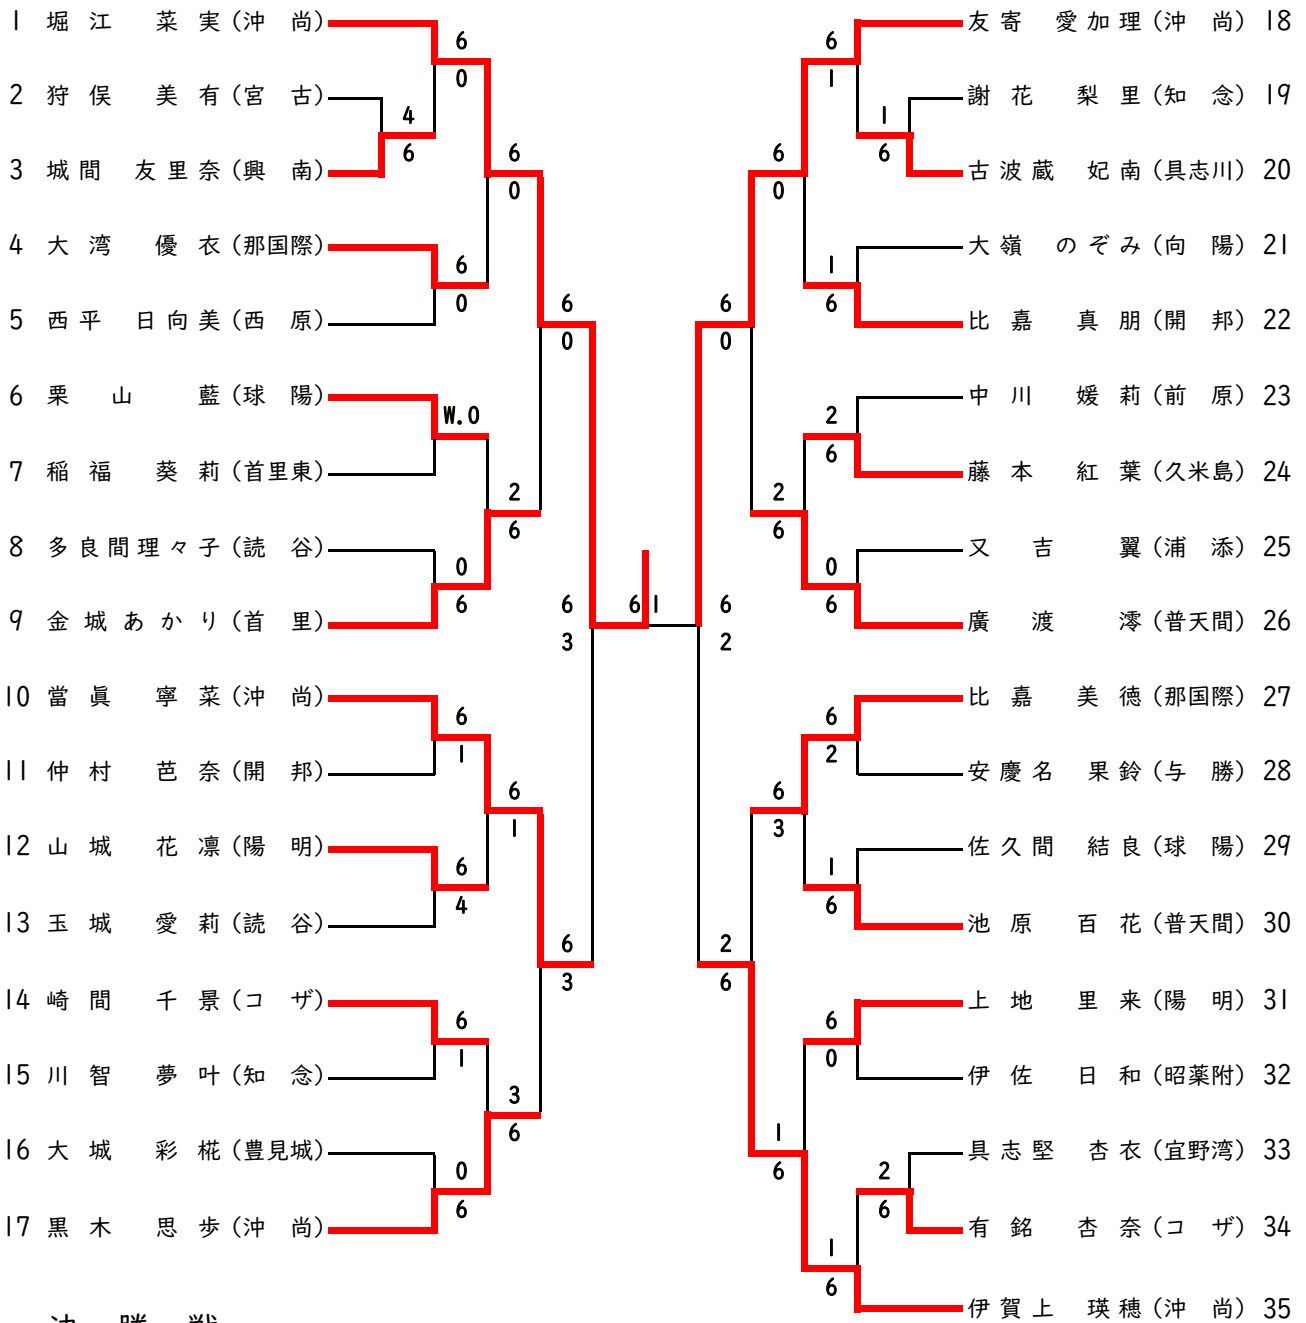 1 堀江 菜実(沖 尚)
2 狩俣 美有(宮 古)
3 城間 友里奈(興 南)
4 大湾 優衣(那国際)
5 西平 日向美(西 原)
6 栗山 藍(球 陽)
7 稲福 葵莉(首里東)
8 多良間理々子(読 谷)
9 金城あかり(首 里)
10 當眞 寧菜(沖 尚)
11 仲村 芭奈(開 邦)
12 山城 花凛(陽 明)
13 玉城 愛莉(読 谷)
14 崎間 千景(コ ザ)
15 川智 夢叶(知 念)
16 大城 彩椛(豊見城)
17 黒木 思歩(沖 尚)
6
0
4
6
6
0
6
0
6
0
W.0
2
6
0
6
6
3
6
1
6
1
6
4
6
3
6
1
3
6
0
6
6 1
6
1
1
6
6
0
1
6
6
0
2
6
2
6
0
6
6
2
6
2
6
3
1
6
2
6
6
0
1
6
2
6
1
6
友寄 愛加理(沖 尚) 18
謝花 梨里(知 念) 19
古波蔵 妃南(具志川) 20
大嶺 のぞみ(向 陽) 21
比嘉 真朋(開 邦) 22
中川 媛莉(前 原) 23
藤本 紅葉(久米島) 24
又吉 翼(浦 添) 25
廣渡 澪(普天間) 26
比嘉 美徳(那国際) 27
安慶名 果鈴(与 勝) 28
佐久間 結良(球 陽) 29
池原 百花(普天間) 30
上地 里来(陽 明) 31
伊佐 日和(昭薬附) 32
具志堅 杏衣(宜野湾) 33
有銘 杏奈(コ ザ) 34
伊賀上 瑛穂(沖 尚) 35
決 勝 戦